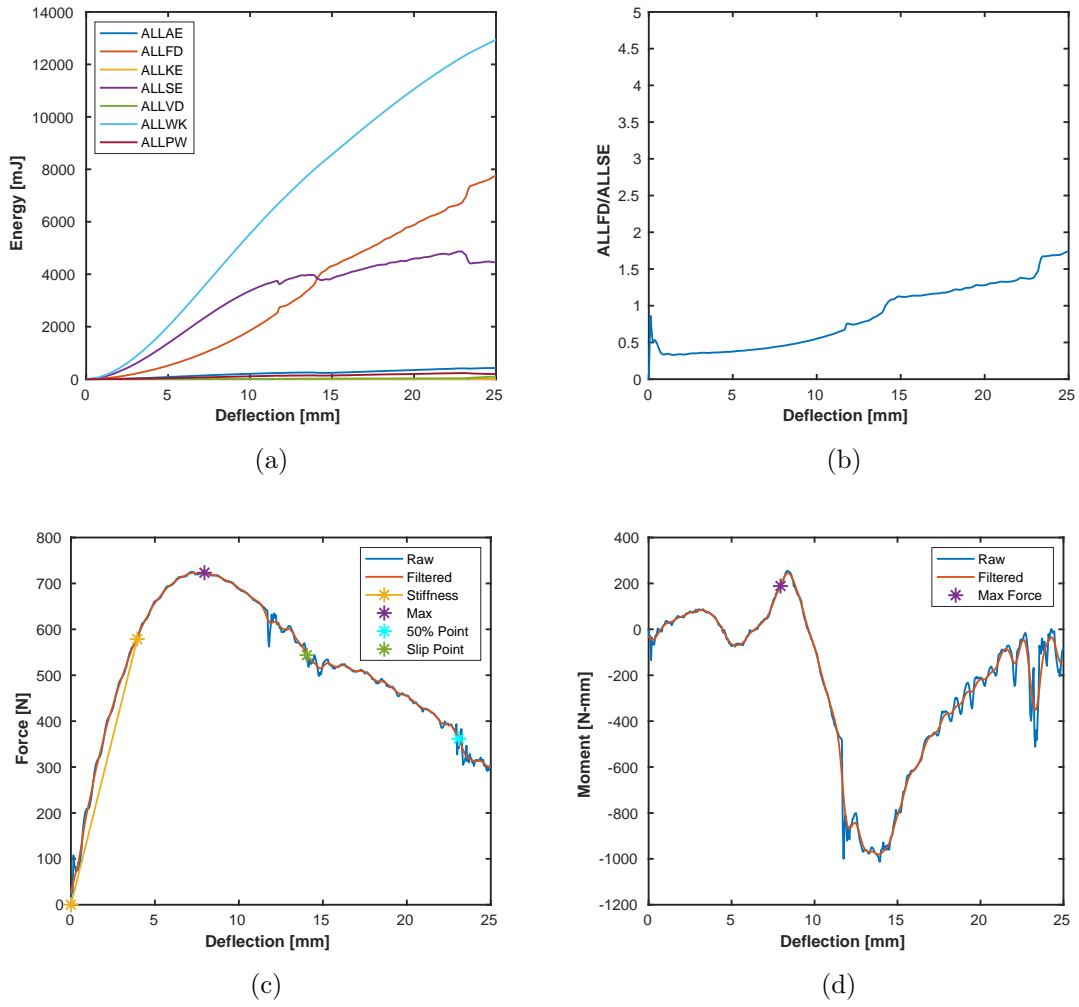 14000
12000
10000
8000
6000
4000
2000
0
Energy [mJ]
ALLAE
ALLFD
ALLKE
ALLSE
ALLVD
ALLWK
ALLPW
0 5 10 15 20 25
Deflection [mm]
(a)
5
4.5
4
3.5
3
2.5
2
1.5
1
0.5
0
ALLFD/ALLSE
0 5 10 15 20 25
Deflection [mm]
(b)
800
700
600
500
400
300
200
100
0
Force [N]
Raw
Filtered
Stiffness
Max
50% Point
Slip Point
0 5 10 15 20 25
Deflection [mm]
(c)
400
200
0
-200
-400
-600
-800
-1000
-1200
Moment [N-mm]
Raw
Filtered
Max Force
0 5 10 15 20 25
Deflection [mm]
(d)